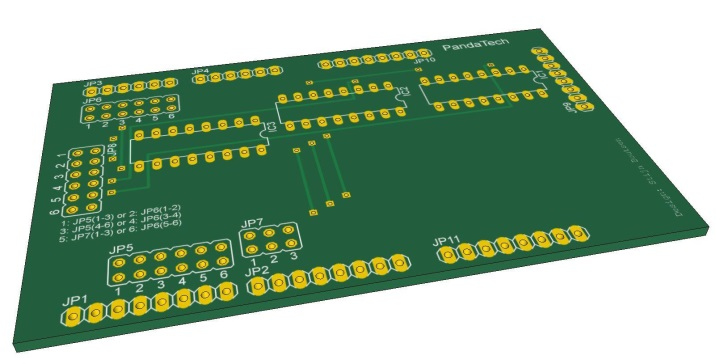 PandaTech
JP3
JP4
JP10
JP6
1 2 3 4 5 6
JP8
1
2
3
4
5
6
IC3
IC2
JP9
1: JP5(1-3) or 2: JP6(1-2)
3: JP5(4-6) or 4: JP6(3-4)
5: JP7(1-3) or 6: JP6(5-6)
JP7
1 2 3
JP5
1 2 3 4 5 6
JP1
JP2
JP11